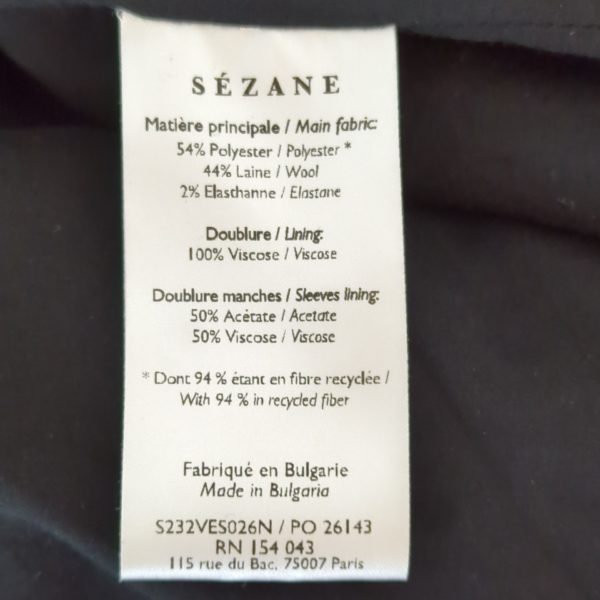 SÉZANE
Matière principale / Main fabric:
54% Polyester / Polyester *
44% Laine / Wool
2% Elasthanne / Elastane
Doublure / Lining:
100% Viscose / Viscose
Doublure manches / Sleeves lining:
50% Acétate / Acetate
50% Viscose / Viscose
* Dont 94 % étant en fibre recyclée /
With 94 % in recycled fiber
Fabriqué en Bulgarie
Made in Bulgaria
S232VES026N / PO 26143
RN 154 043
115 rue du Bac, 75007 Paris